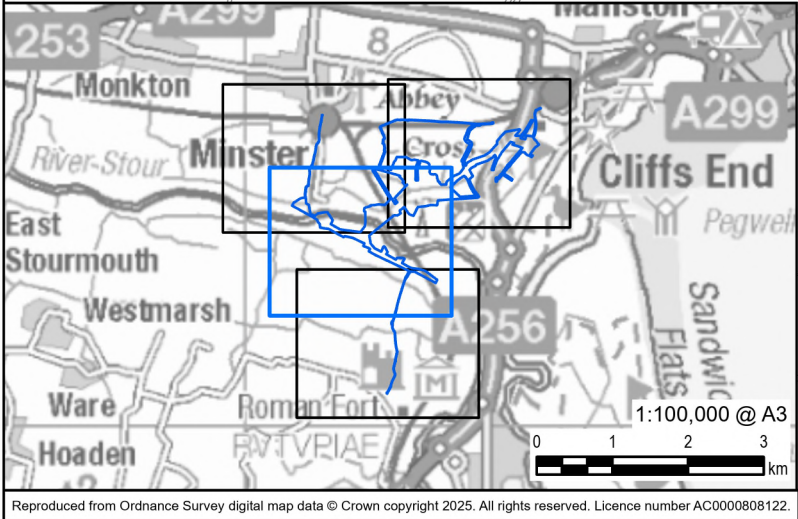 A299
Manston
A253
8
Monkton
Abbey
A299
River-Stour
Minster
Cross
Cliffs End
East
Stourmouth
Pegwell
Westmarsh
A256
Sandwich
Flats
Ware
Roman Fort
RVTVPIAE
Hoaden
1:100,000 @ A3
0 1 2 3
km
Reproduced from Ordnance Survey digital map data © Crown copyright 2025. All rights reserved. Licence number AC0000808122.